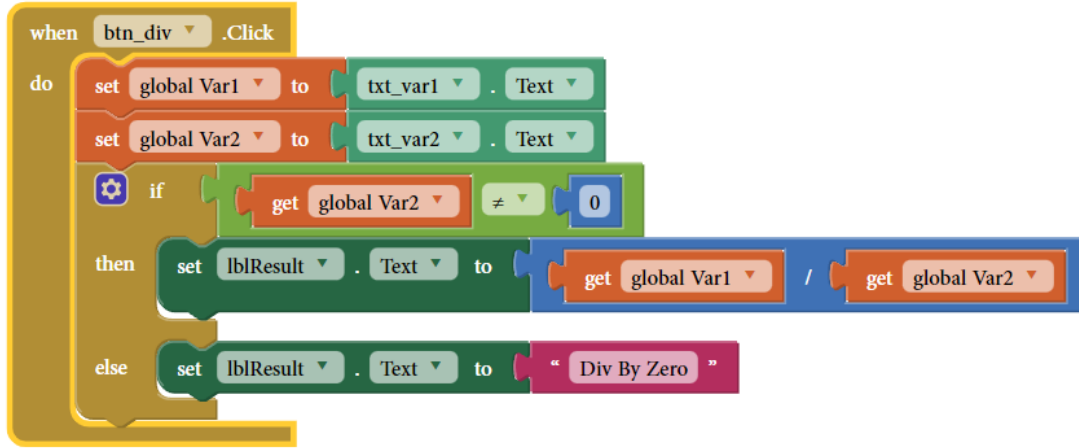 when btn_div .Click
do set global Var1 to txt_var1 . Text
set global Var2 to txt_var2 . Text
if get global Var2 ≠ 0
then set lblResult . Text to get global Var1 / get global Var2
else set lblResult . Text to “ Div By Zero ”